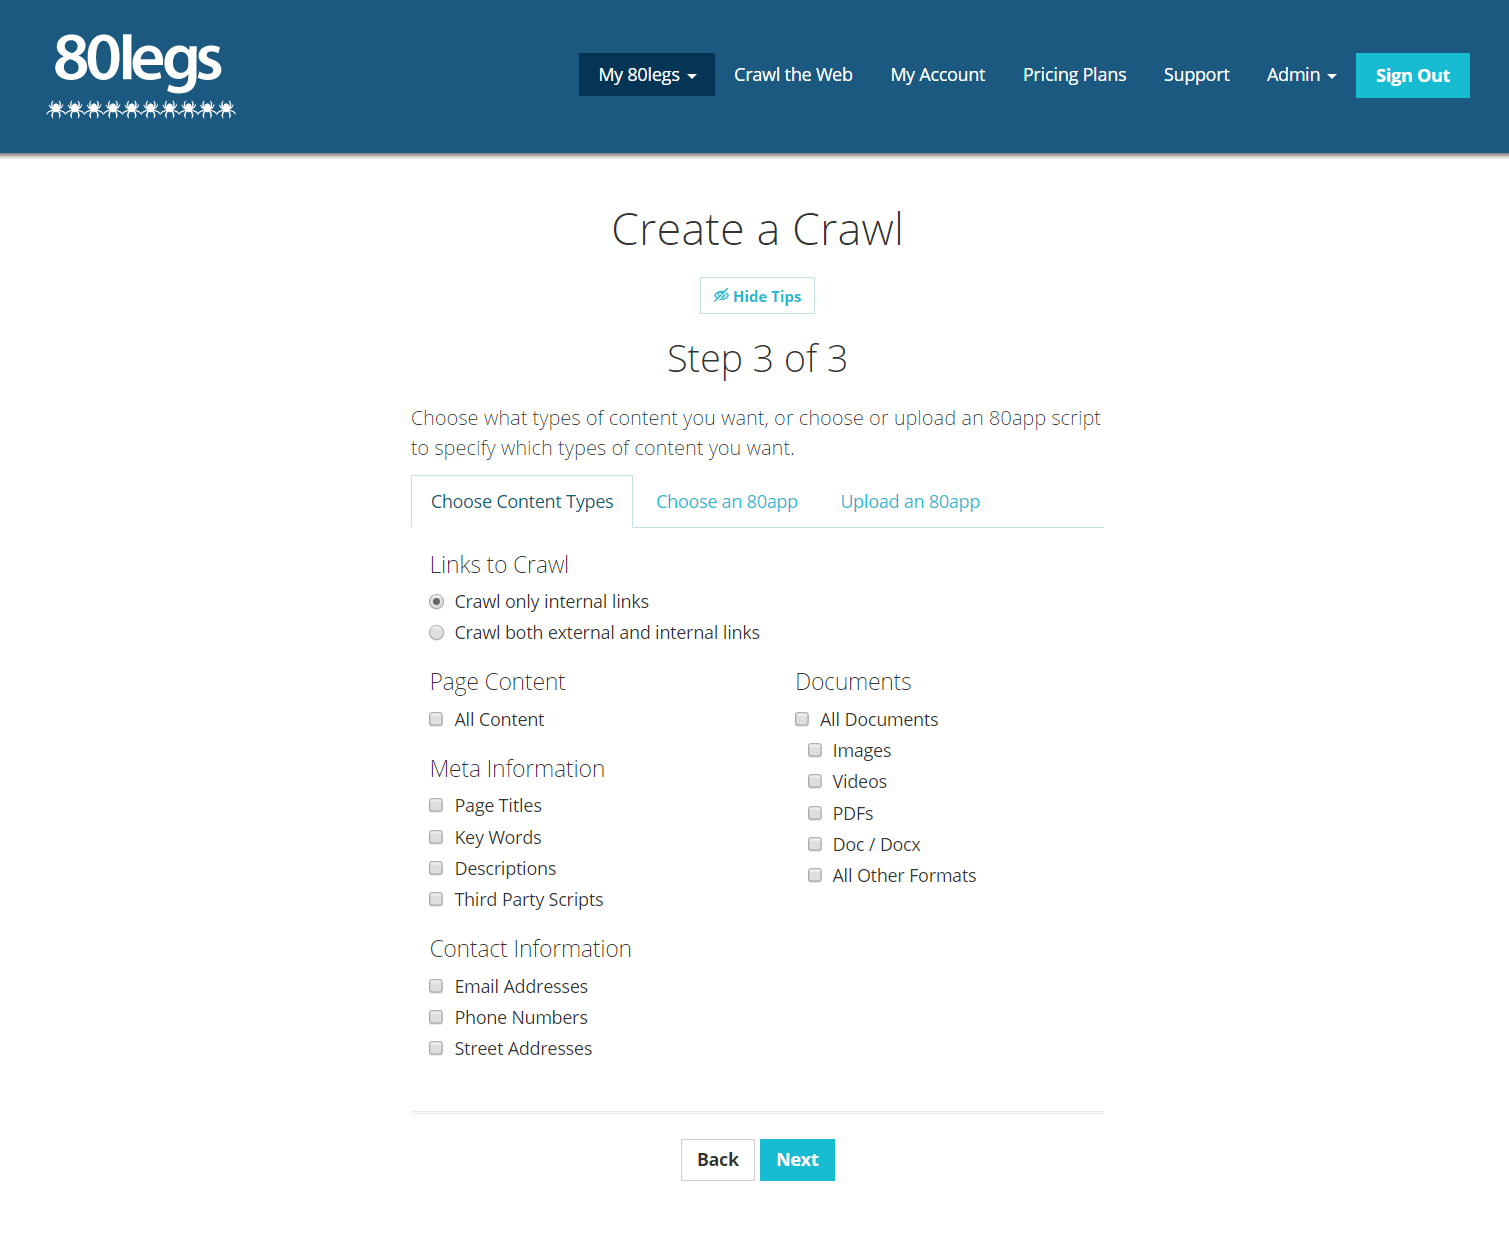 80legs
My 80legs
Crawl the Web
My Account
Pricing Plans
Support
Admin
Sign Out
Create a Crawl
Hide Tips
Step 3 of 3
Choose what types of content you want, or choose or upload an 80app script
to specify which types of content you want.
Choose Content Types
Choose an 80app
Upload an 80app
Links to Crawl
Crawl only internal links
Crawl both external and internal links
Page Content
All Content
Meta Information
Page Titles
Key Words
Descriptions
Third Party Scripts
Contact Information
Email Addresses
Phone Numbers
Street Addresses
Documents
All Documents
Images
Videos
PDFs
Doc / Docx
All Other Formats
Back
Next